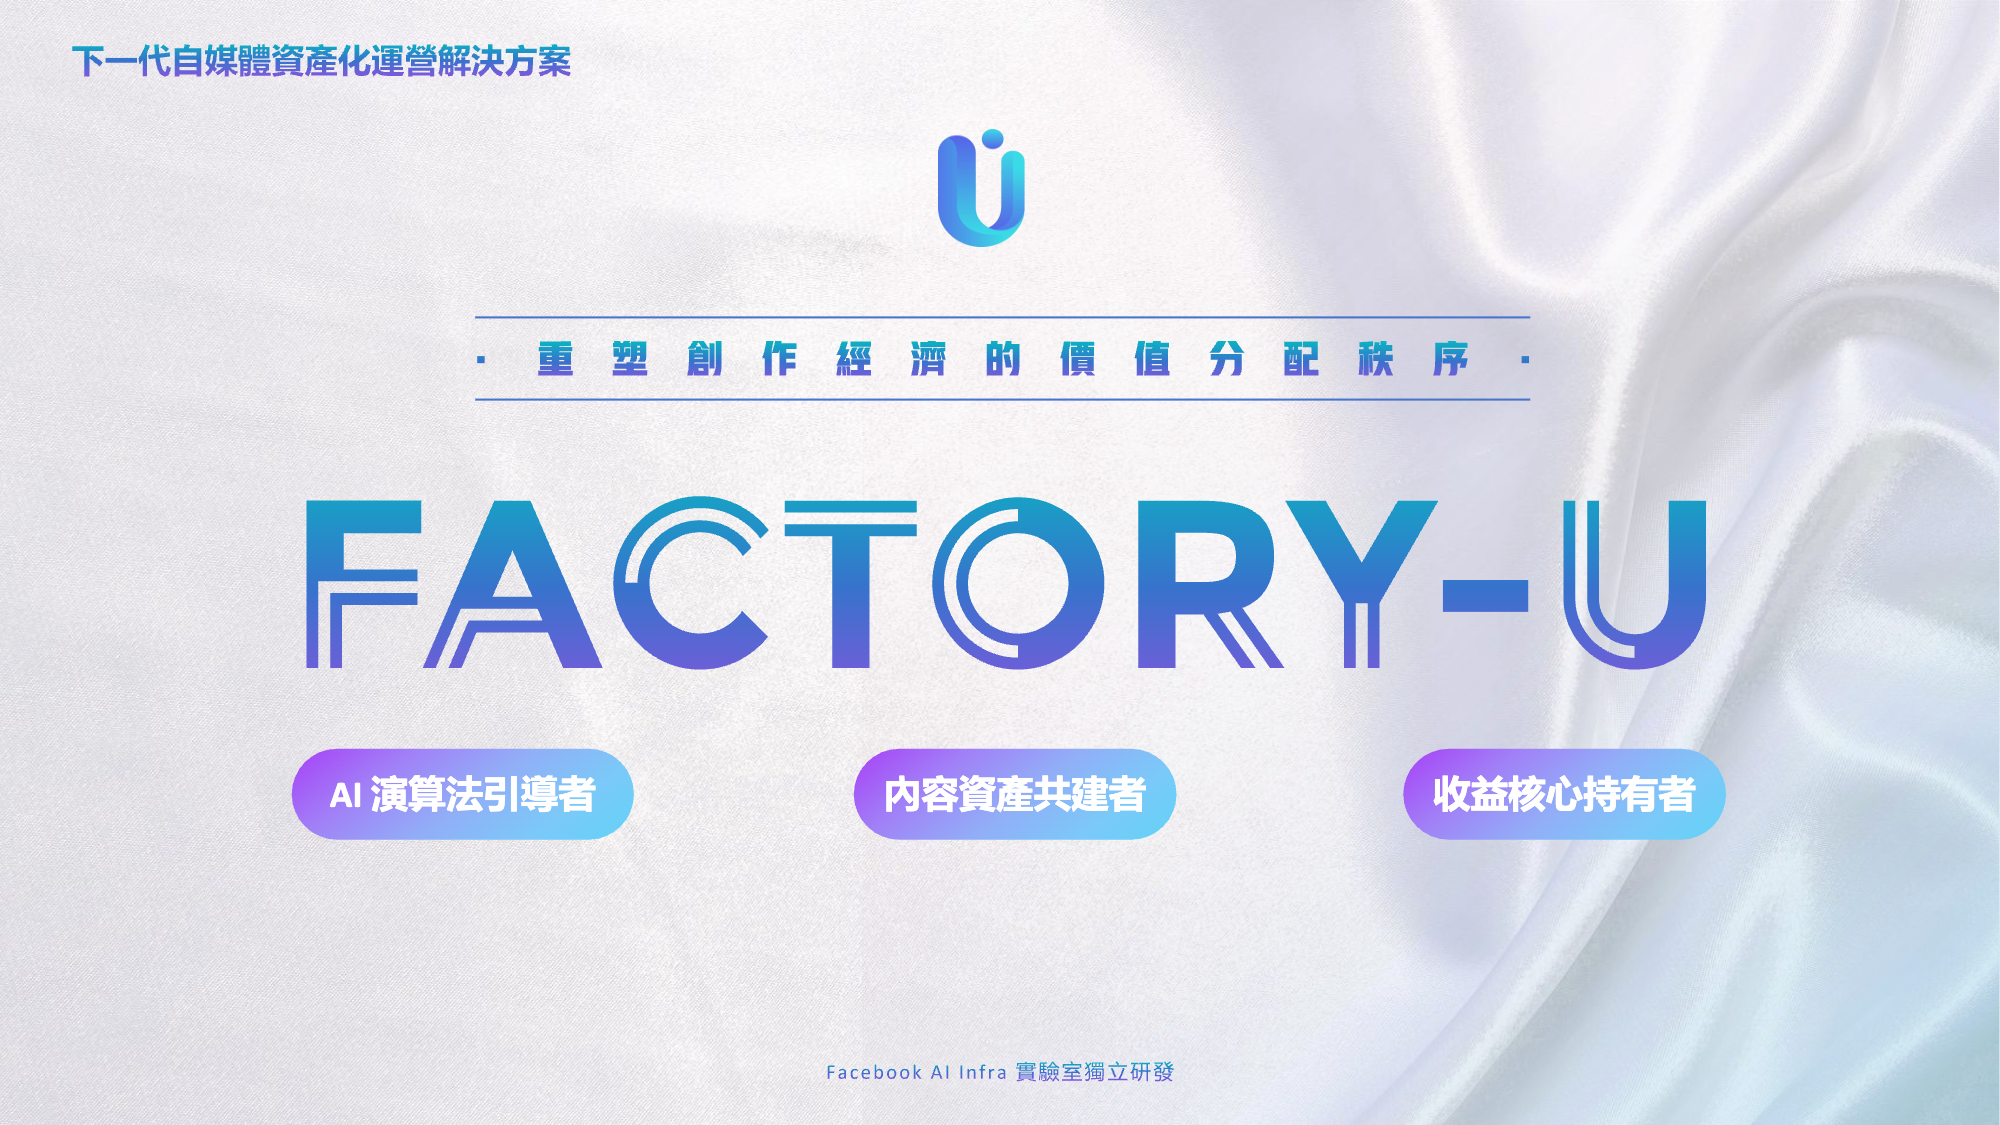 下一代自媒體資產化運營解決方案
· 重塑創作經濟的價值分配秩序 ·
FACTORY-U
AI 演算法引導者
內容資產共建者
收益核心持有者
Facebook AI Infra 實驗室獨立研發